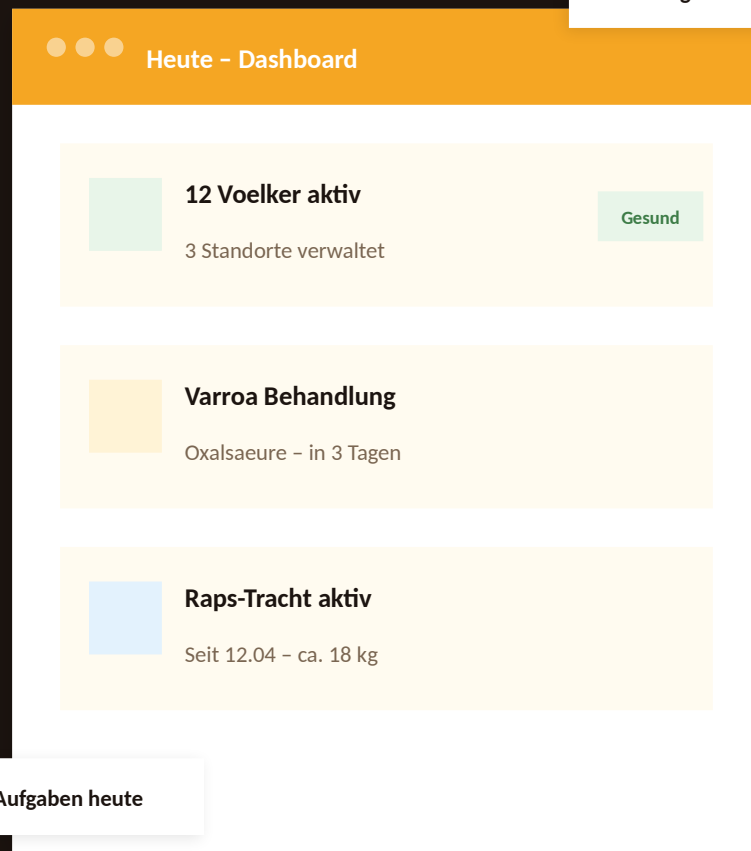 Heute – Dashboard
12 Voelker aktiv
3 Standorte verwaltet
Gesund
Varroa Behandlung
Oxalsaeure – in 3 Tagen
Raps-Tracht aktiv
Seit 12.04 – ca. 18 kg
Aufgaben heute